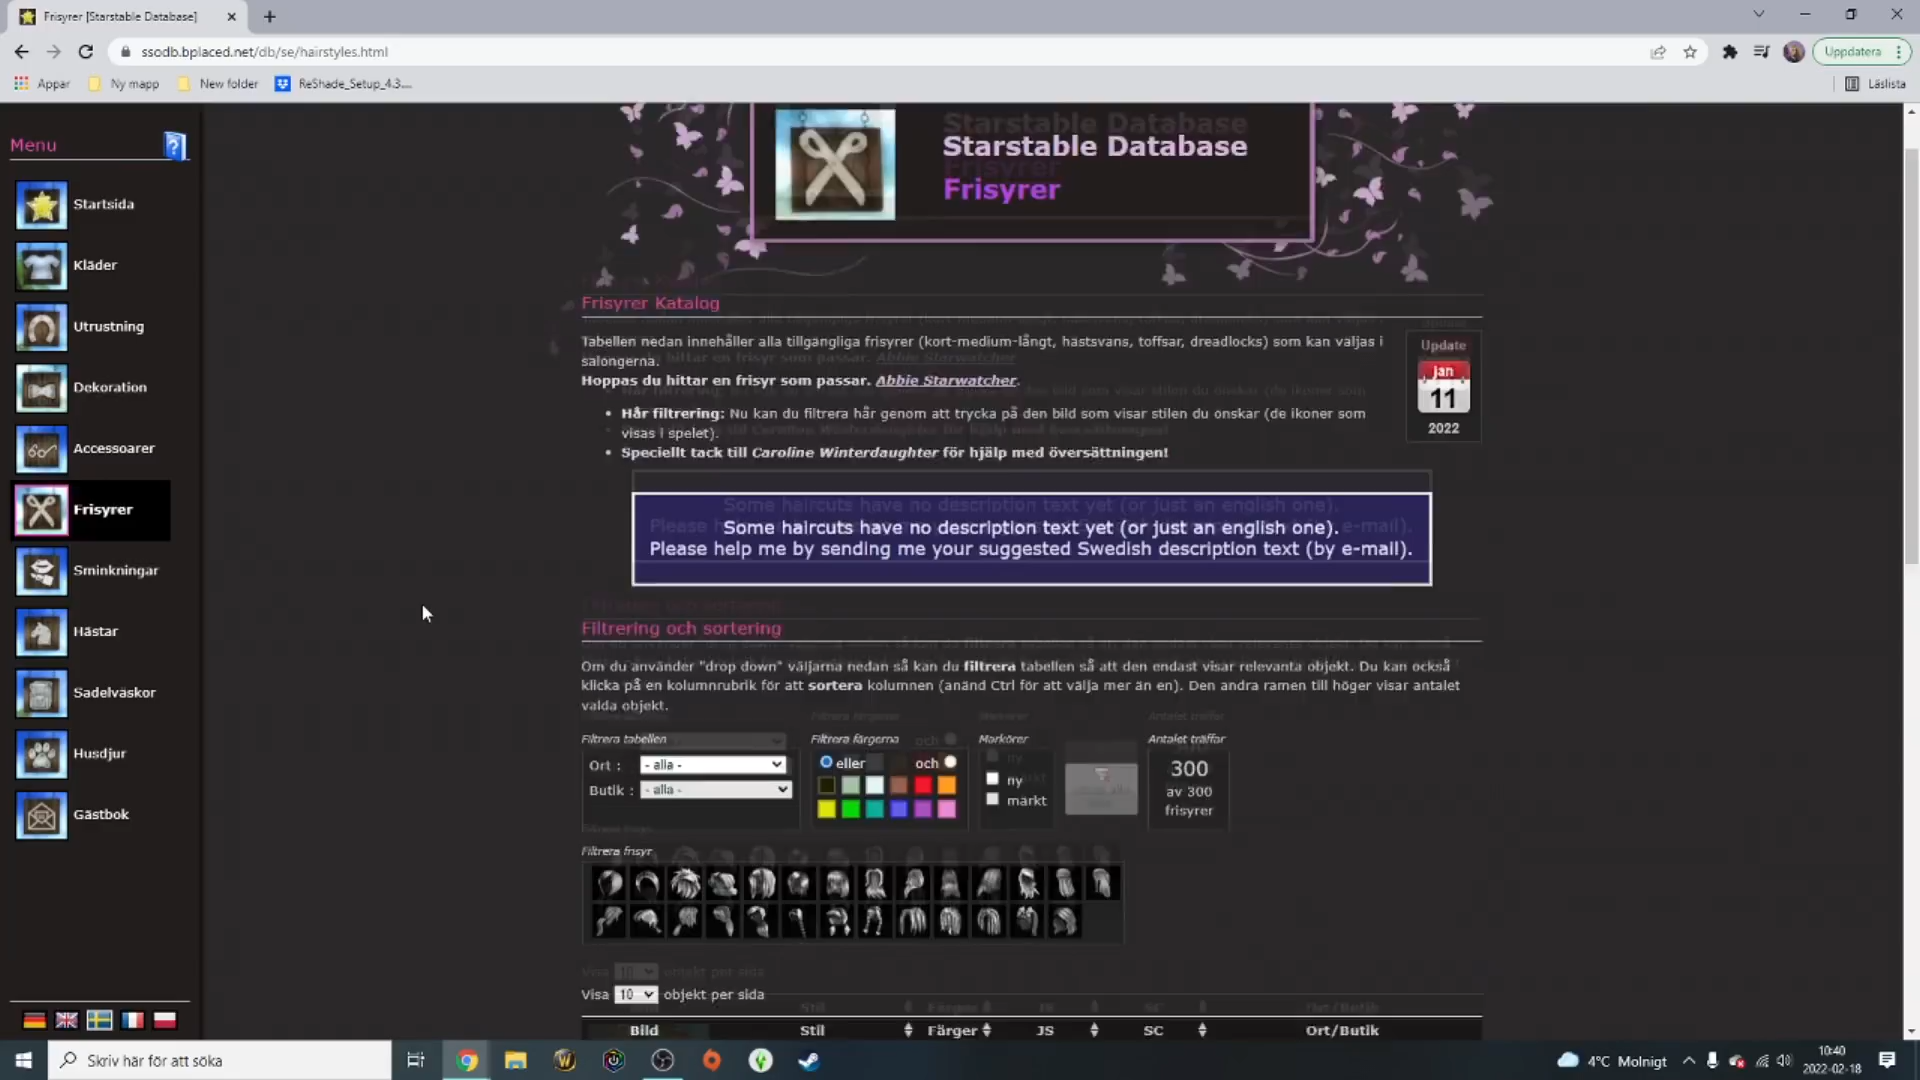 Frisyrer [Starstable Database]
ssodb.bplaced.net/db/se/hairstyles.html
Uppdatera
Appar
Ny mapp
New folder
ReShade_Setup_4.3....
Läslista
Menu
Startsida
Kläder
Utrustning
Dekoration
Accessoarer
Frisyrer
Sminkningar
Hästar
Sadelväskor
Husdjur
Gästbok
Starstable Database
Frisyrer
Frisyrer Katalog
Tabellen nedan innehåller alla tillgängliga frisyrer (kort-medium-långt, hästsvans, toffsar, dreadlocks) som kan väljas i
salongerna.
Hoppas du hittar en frisyr som passar. Abbie Starwatcher.
• Hår filtrering: Nu kan du filtrera hår genom att trycka på den bild som visar stilen du önskar (de ikoner som
visas i spelet).
• Speciellt tack till Caroline Winterdaughter för hjälp med översättningen!
Update
Jan
11
2022
Some haircuts have no description text yet (or just an english one).
Please help me by sending me your suggested Swedish description text (by e-mail).
Filtrering och sortering
Om du använder "drop down" väljarna nedan så kan du filtrera tabellen så att den endast visar relevanta objekt. Du kan också
klicka på en kolumnrubrik för att sortera kolumnen (anänd Ctrl för att välja mer än en). Den andra ramen till höger visar antalet
valda objekt.
Filtrera tabellen
Ort : - alla -
Butik : - alla -
Filtrera färgerna
eller och
Markörer
ny
märkt
Antalet träffar
300
av 300
frisyrer
Filtrera frisyr
Visa 10 objekt per sida
Bild Stil Färger JS SC Ort/Butik
Skriv här för att söka
4°C Molnigt
10:40
2022-02-18